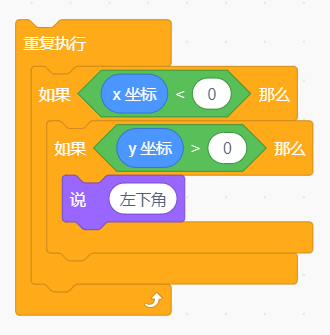 重复执行
如果 x 坐标 < 0 那么
如果 y 坐标 > 0 那么
说 左下角